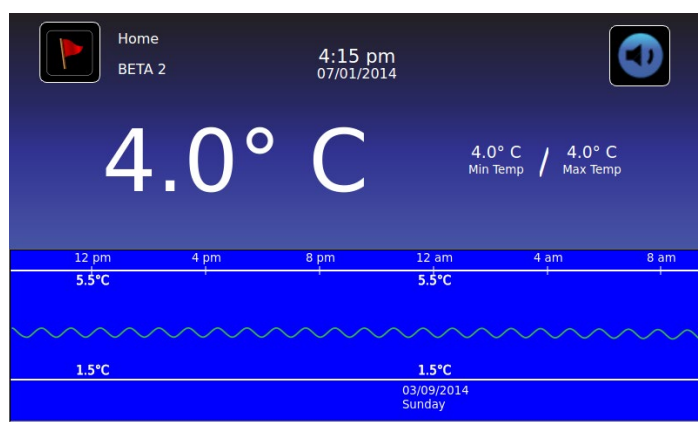 Home
BETA 2
4:15 pm
07/01/2014
4.0° C
4.0° C / 4.0° C
Min Temp Max Temp
12 pm 4 pm 8 pm 12 am 4 am 8 am
5.5°C 5.5°C
1.5°C 1.5°C
03/09/2014
Sunday